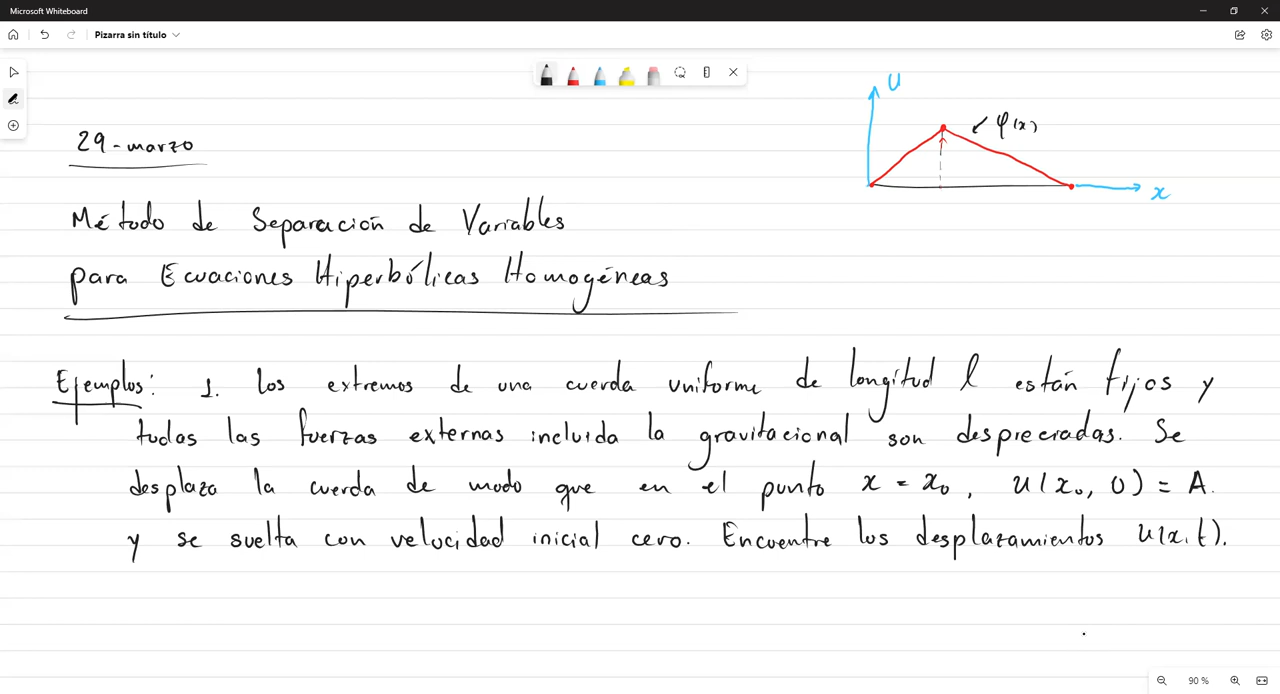 Microsoft Whiteboard
Pizarra sin título
U
φ(x)
x
29-marzo
Método de Separación de Variables
para Ecuaciones Hiperbólicas Homogéneas
Ejemplos: 1. Los extremos de una cuerda uniforme de longitud l están fijos y
todas las fuerzas externas incluida la gravitacional son despreciadas. Se
desplaza la cuerda de modo que en el punto x = x₀, u(x₀, 0) = A.
y se suelta con velocidad inicial cero. Encuentre los desplazamientos u(x,t).
90 %